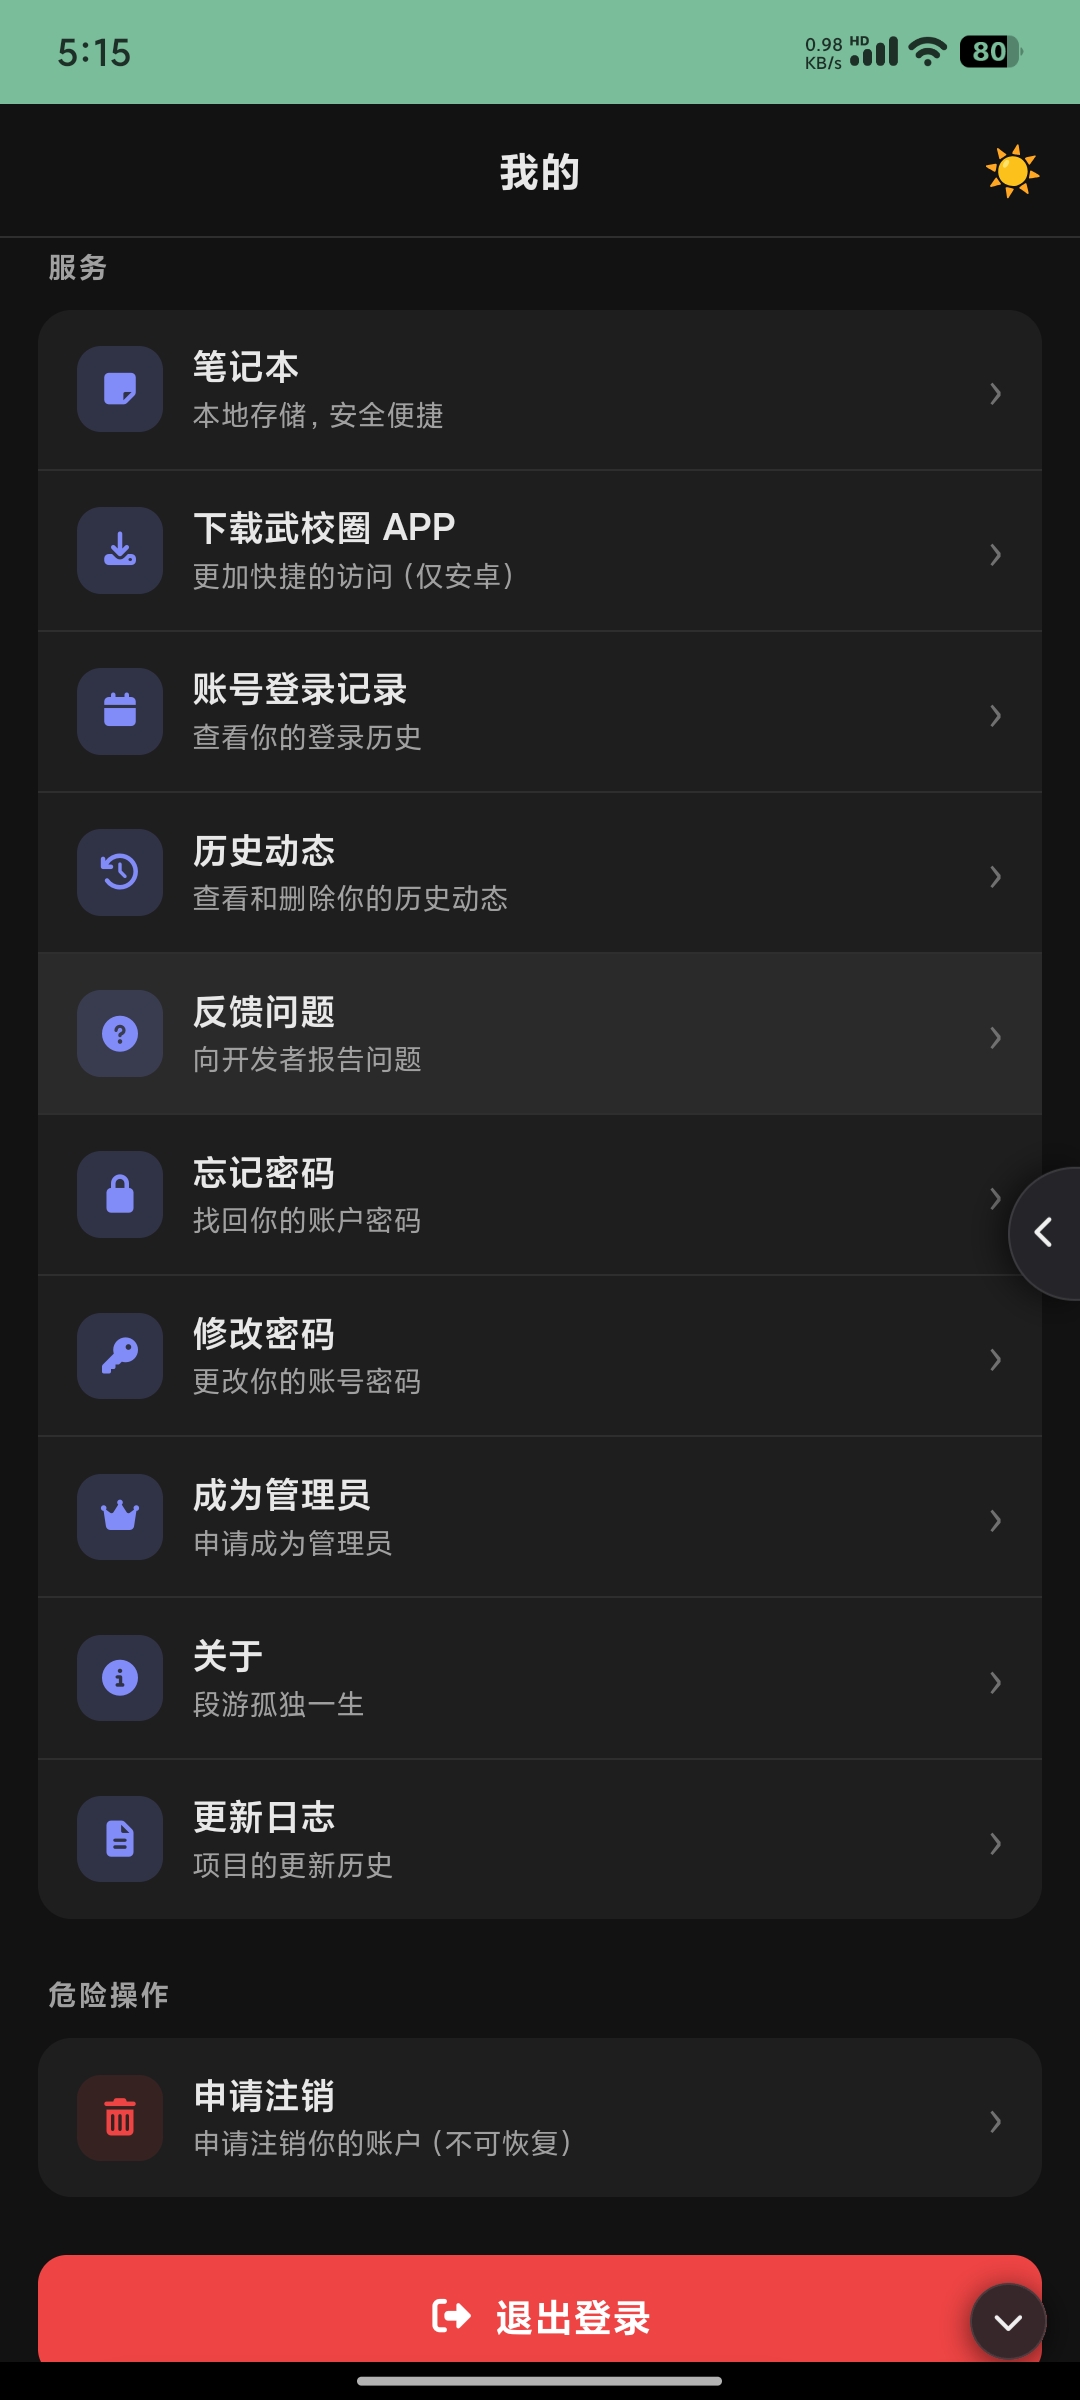 5:15
0.98 KB/s HD 80
我的
服务
笔记本
本地存储，安全便捷
下载武校圈 APP
更加快捷的访问（仅安卓）
账号登录记录
查看你的登录历史
历史动态
查看和删除你的历史动态
反馈问题
向开发者报告问题
忘记密码
找回你的账户密码
修改密码
更改你的账号密码
成为管理员
申请成为管理员
关于
段游孤独一生
更新日志
项目的更新历史
危险操作
申请注销
申请注销你的账户（不可恢复）
退出登录